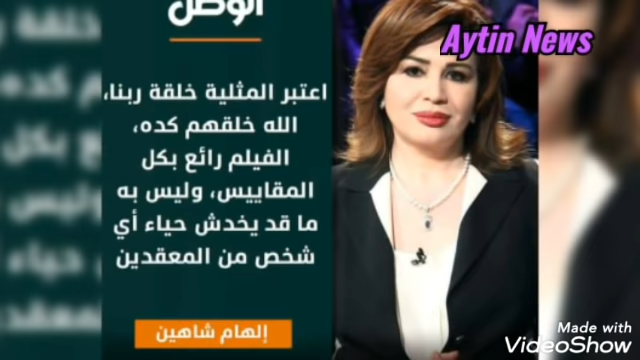 الوطن
Aytin News
اعتبر المثلية خلقة ربنا،
الله خلقهم كده،
الفيلم رائع بكل
المقاييس، وليس به
ما قد يخدش حياء أي
شخص من المعقدين
إلهام شاهين
Made with
VideoShow